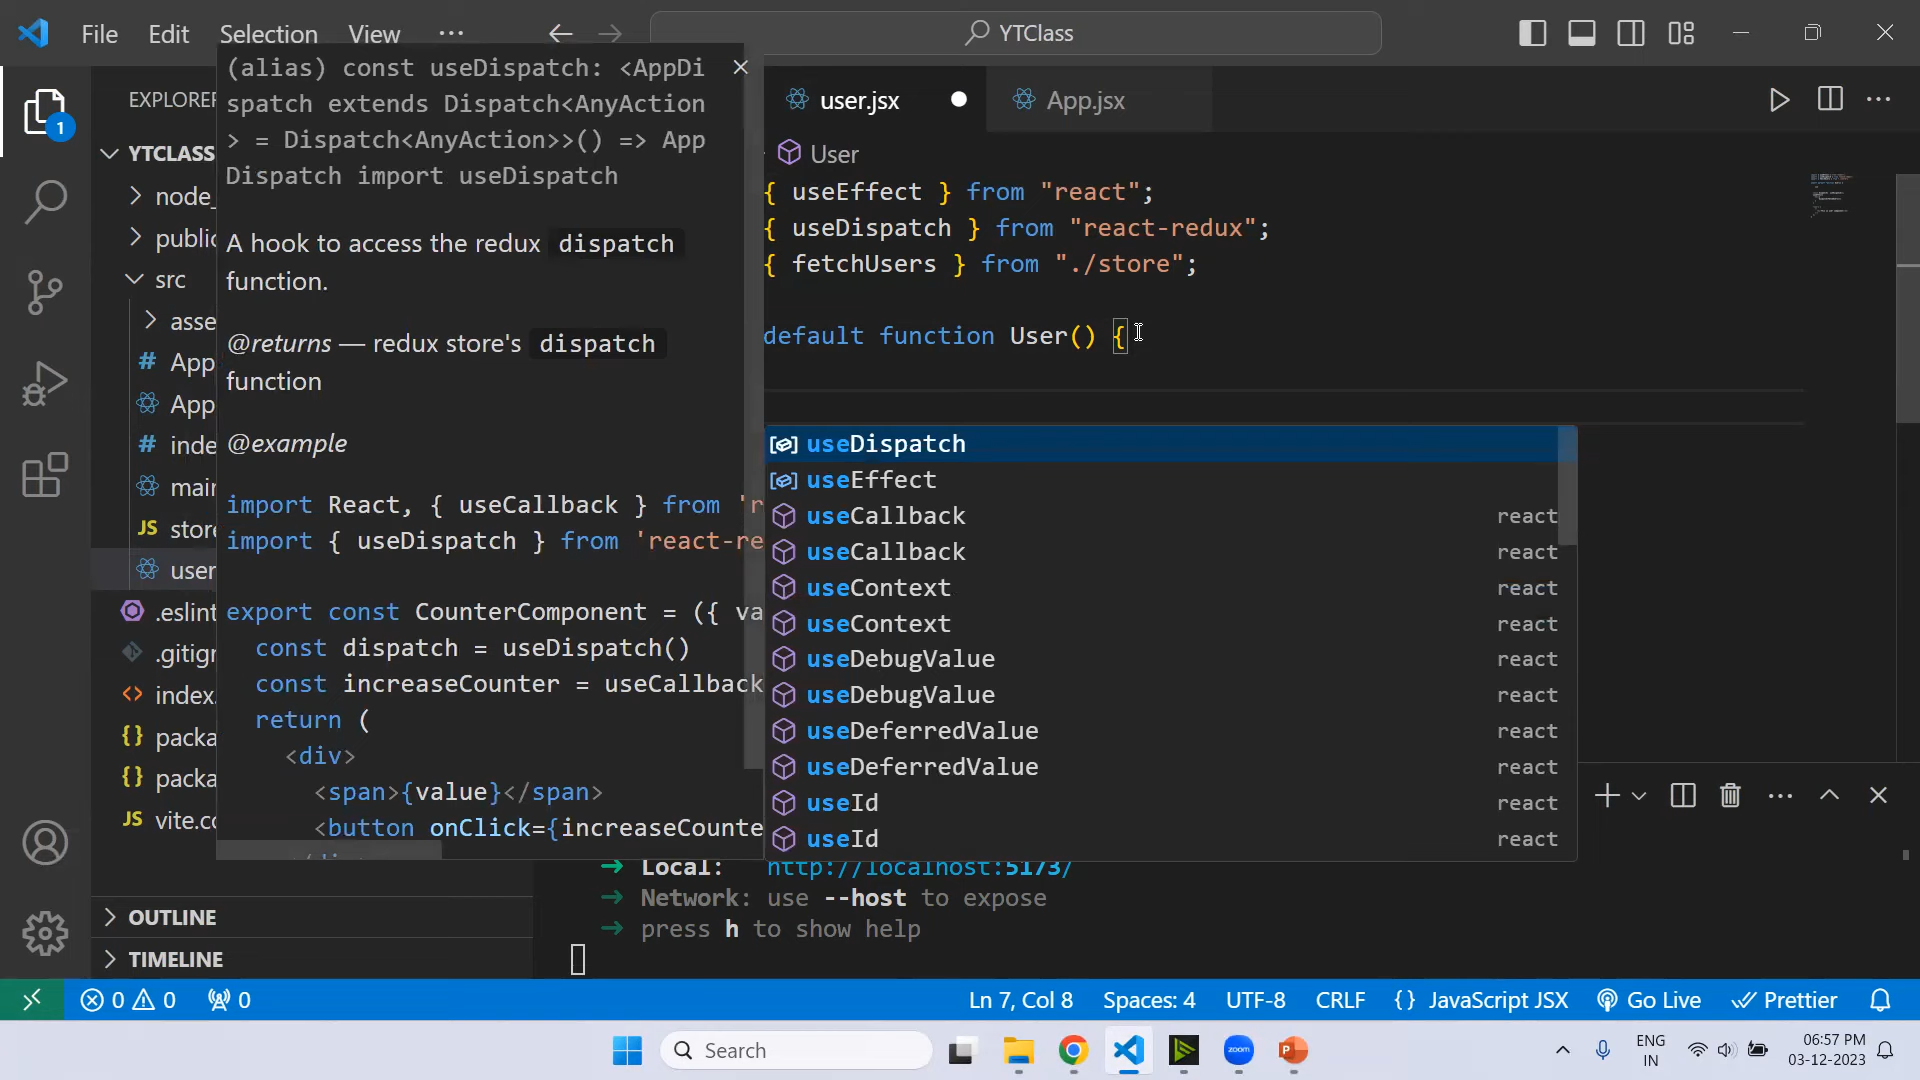 File Edit Selection View ... YTClass
EXPLORER
YTCLASS
node_
public
src
asse
# App
App
# inde
main
JS store
user
.eslint
.gitigr
<> index.
{} packa
{} packa
JS vite.co
OUTLINE
TIMELINE
(alias) const useDispatch: <AppDi
spatch extends Dispatch<AnyAction
> = Dispatch<AnyAction>>() => App
Dispatch import useDispatch
A hook to access the redux dispatch
function.
@returns — redux store's dispatch
function
@example
import React, { useCallback } from 'r
import { useDispatch } from 'react-re
export const CounterComponent = ({ va
const dispatch = useDispatch()
const increaseCounter = useCallback
return (
<div>
<span>{value}</span>
<button onClick={increaseCounte
user.jsx App.jsx
User
{ useEffect } from "react";
{ useDispatch } from "react-redux";
{ fetchUsers } from "./store";
default function User() {
useDispatch
useEffect
useCallback react
useCallback react
useContext react
useContext react
useDebugValue react
useDebugValue react
useDeferredValue react
useDeferredValue react
useId react
useId react
➜ Local: http://localhost:5173/
➜ Network: use --host to expose
➜ press h to show help
0 0 0 Ln 7, Col 8 Spaces: 4 UTF-8 CRLF {} JavaScript JSX Go Live Prettier
Search zoom ENG
IN 06:57 PM
03-12-2023
1